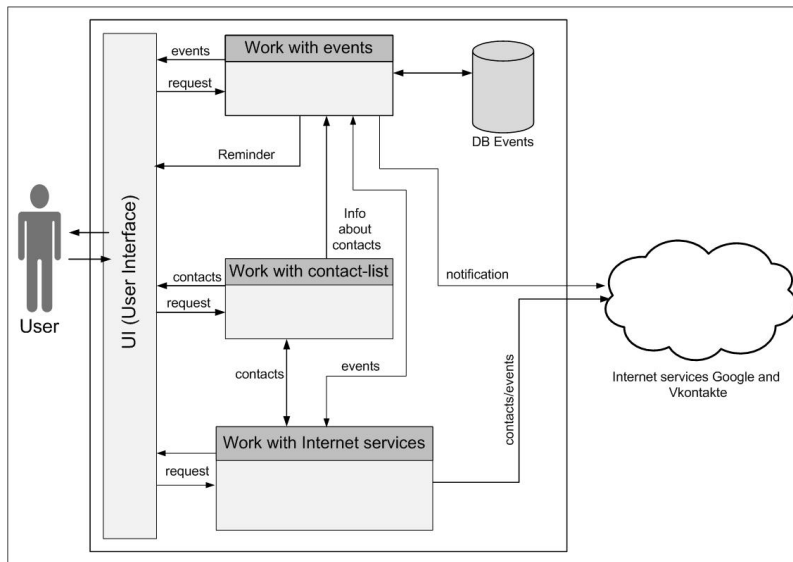 Work with events
events
request
DB Events
Reminder
UI (User Interface)
User
Info
about
contacts
Work with contact-list
contacts
request
notification
contacts
events
contacts/events
Internet services Google and
Vkontakte
Work with Internet services
request